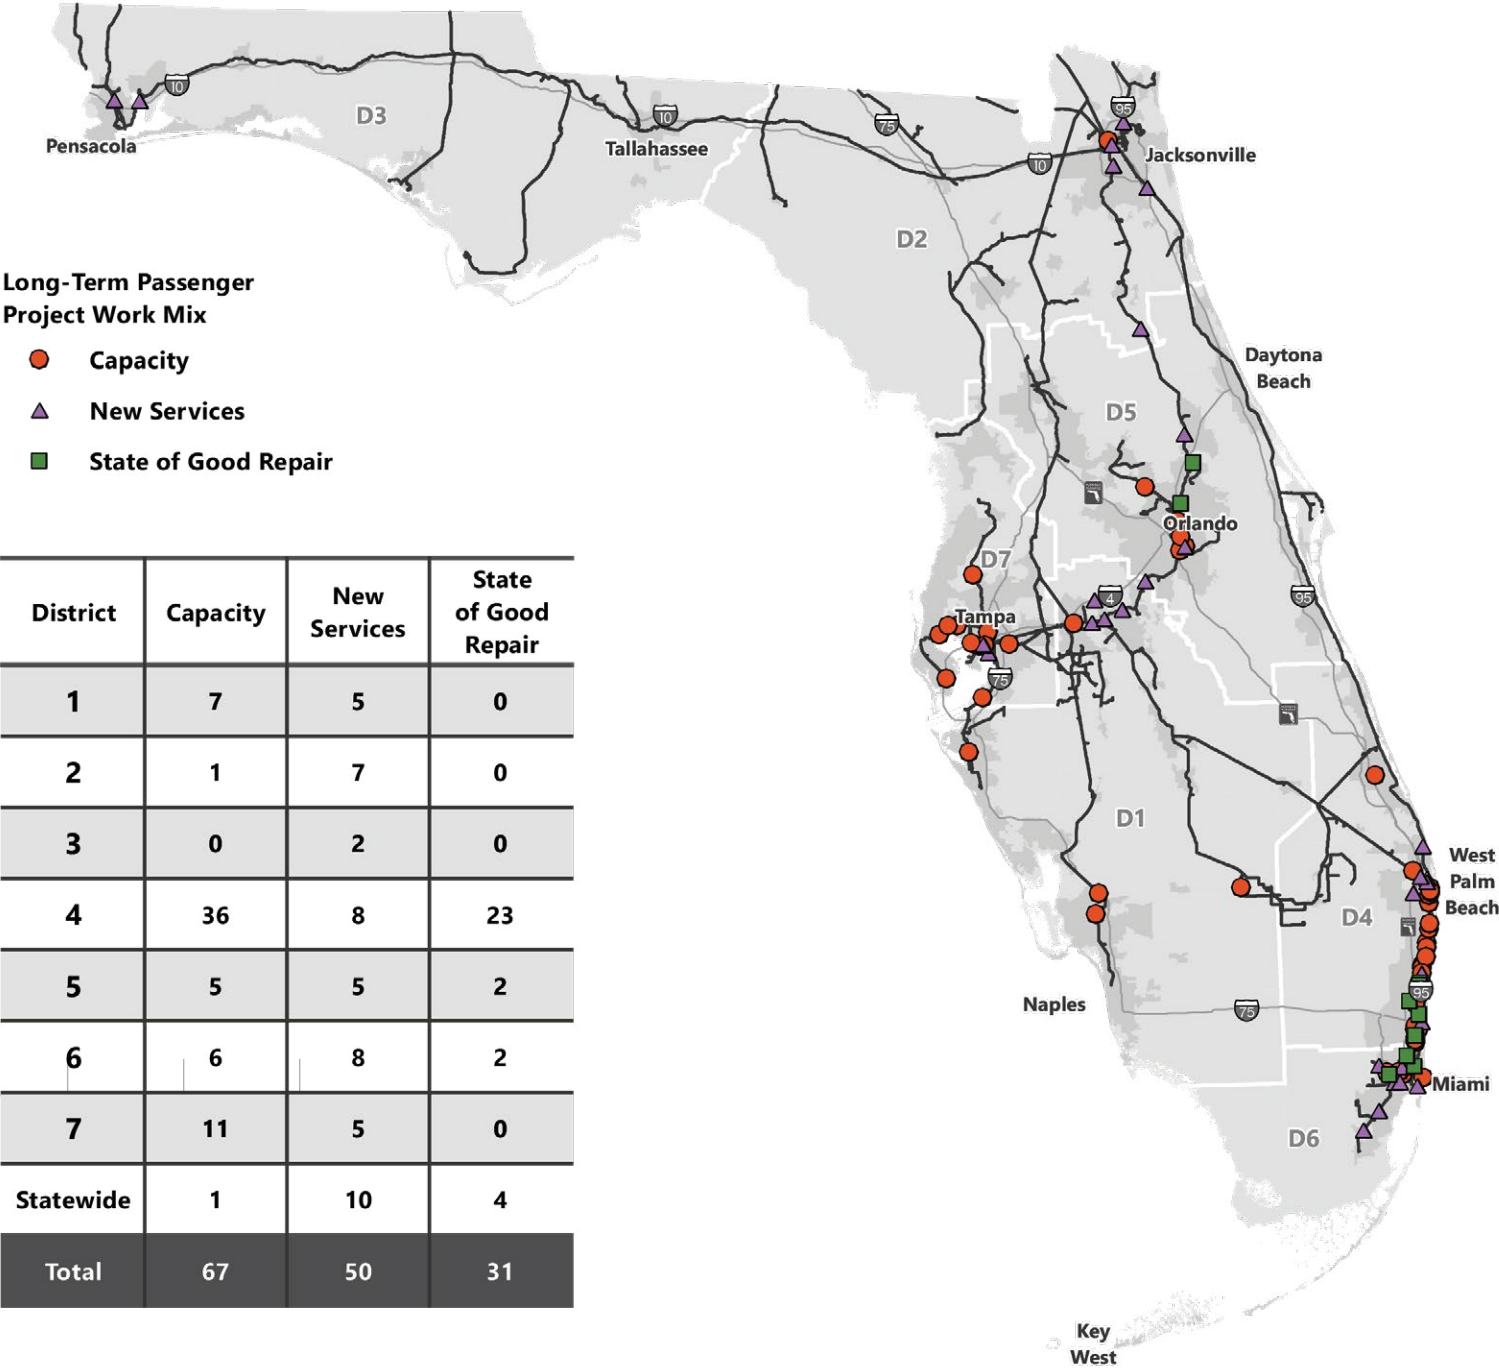 Long-Term Passenger
Project Work Mix
Capacity
New Services
State of Good Repair
District Capacity New Services State of Good Repair
1 7 5 0
2 1 7 0
3 0 2 0
4 36 8 23
5 5 5 2
6 6 8 2
7 11 5 0
Statewide 1 10 4
Total 67 50 31
Pensacola
10
D3
10
Tallahassee
75
10
95
Jacksonville
D2
Daytona
Beach
D5
Orlando
D7
4
95
Tampa
75
D1
West
Palm
Beach
D4
95
Naples
75
Miami
D6
Key
West